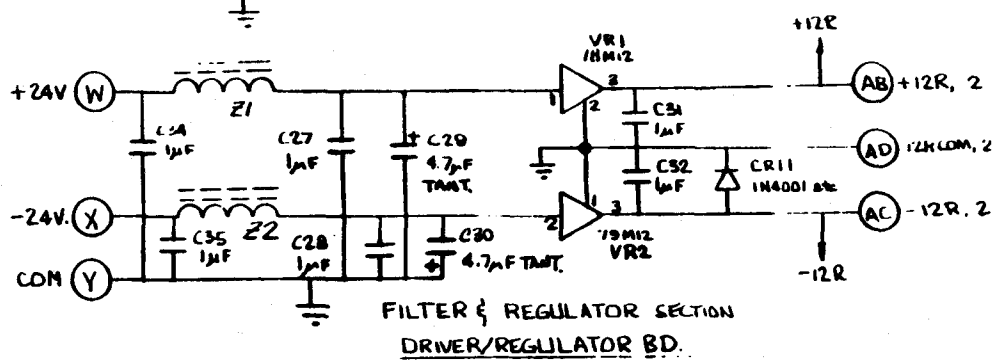 +12R
VR1
78M12
+24V W
Z1
1 3 2
AB +12R, 2
C34
1µF
C27
1µF
+ C29
4.7µF
TANT.
C31
1µF
AD 12R COM, 2
C32
1µF
CR11
1N4001 etc
-24V. X
Z2
2 1 3
AC -12R, 2
C35
1µF
C28
1µF
C30
4.7µF TANT.
+
79M12
VR2
COM Y
-12R
FILTER & REGULATOR SECTION
DRIVER/REGULATOR BD.